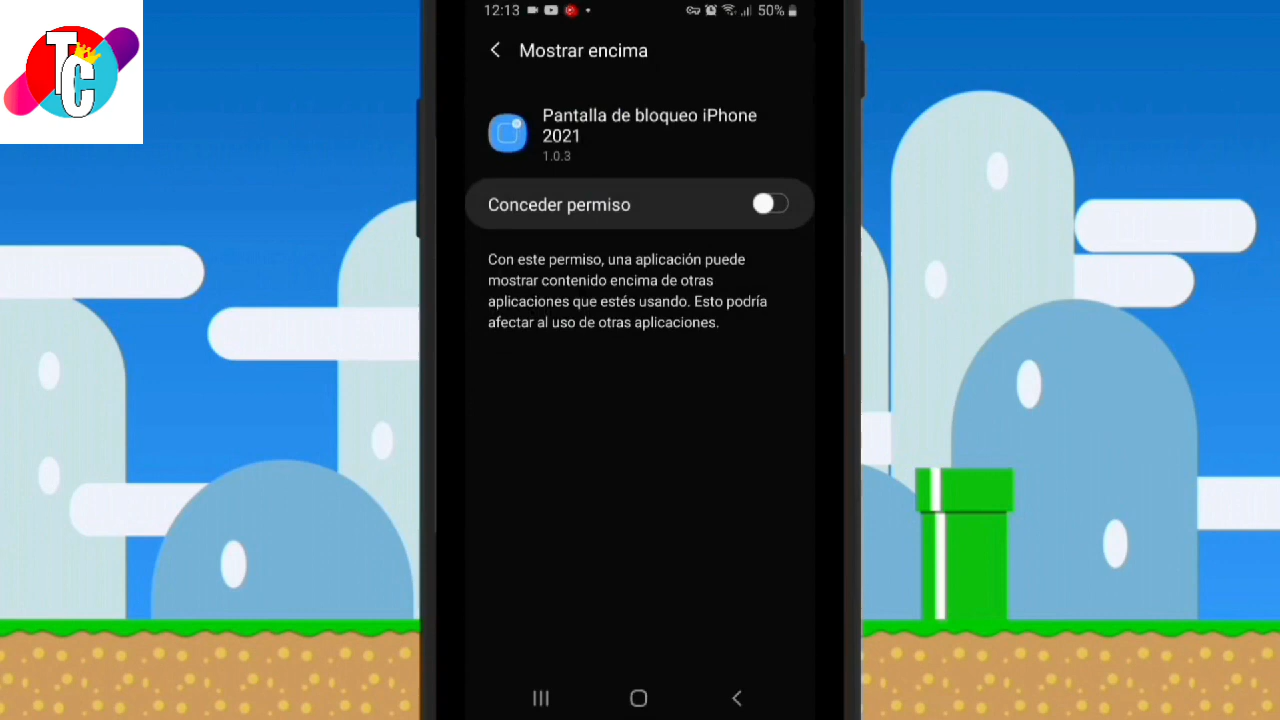 TC
12:13
50%
Mostrar encima
Pantalla de bloqueo iPhone
2021
1.0.3
Conceder permiso
Con este permiso, una aplicación puede
mostrar contenido encima de otras
aplicaciones que estés usando. Esto podría
afectar al uso de otras aplicaciones.